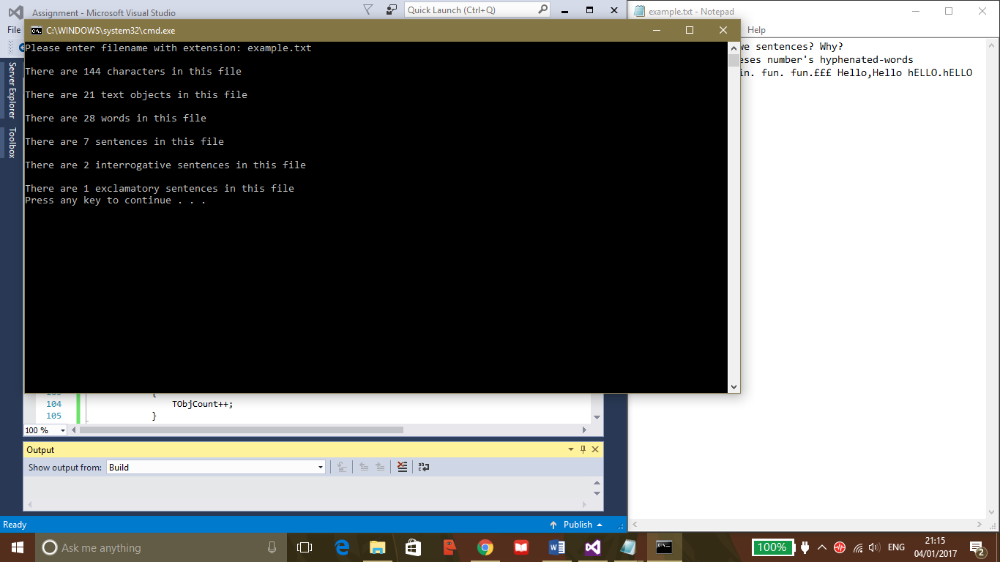 Assignment - Microsoft Visual Studio
Quick Launch (Ctrl+Q)
example.txt - Notepad
File
C:\WINDOWS\system32\cmd.exe
Help
Please enter filename with extension: example.txt
There are 144 characters in this file
There are 21 text objects in this file
There are 28 words in this file
There are 7 sentences in this file
There are 2 interrogative sentences in this file
There are 1 exclamatory sentences in this file
Press any key to continue . . .
we sentences? Why?
eses number's hyphenated-words
in. fun. fun.£££ Hello,Hello hELLO.hELLO
Server Explorer
Toolbox
{
104 TObjCount++;
105 }
100 %
Output
Show output from: Build
Ready
Publish
Ask me anything
100%
ENG
21:15
04/01/2017
2